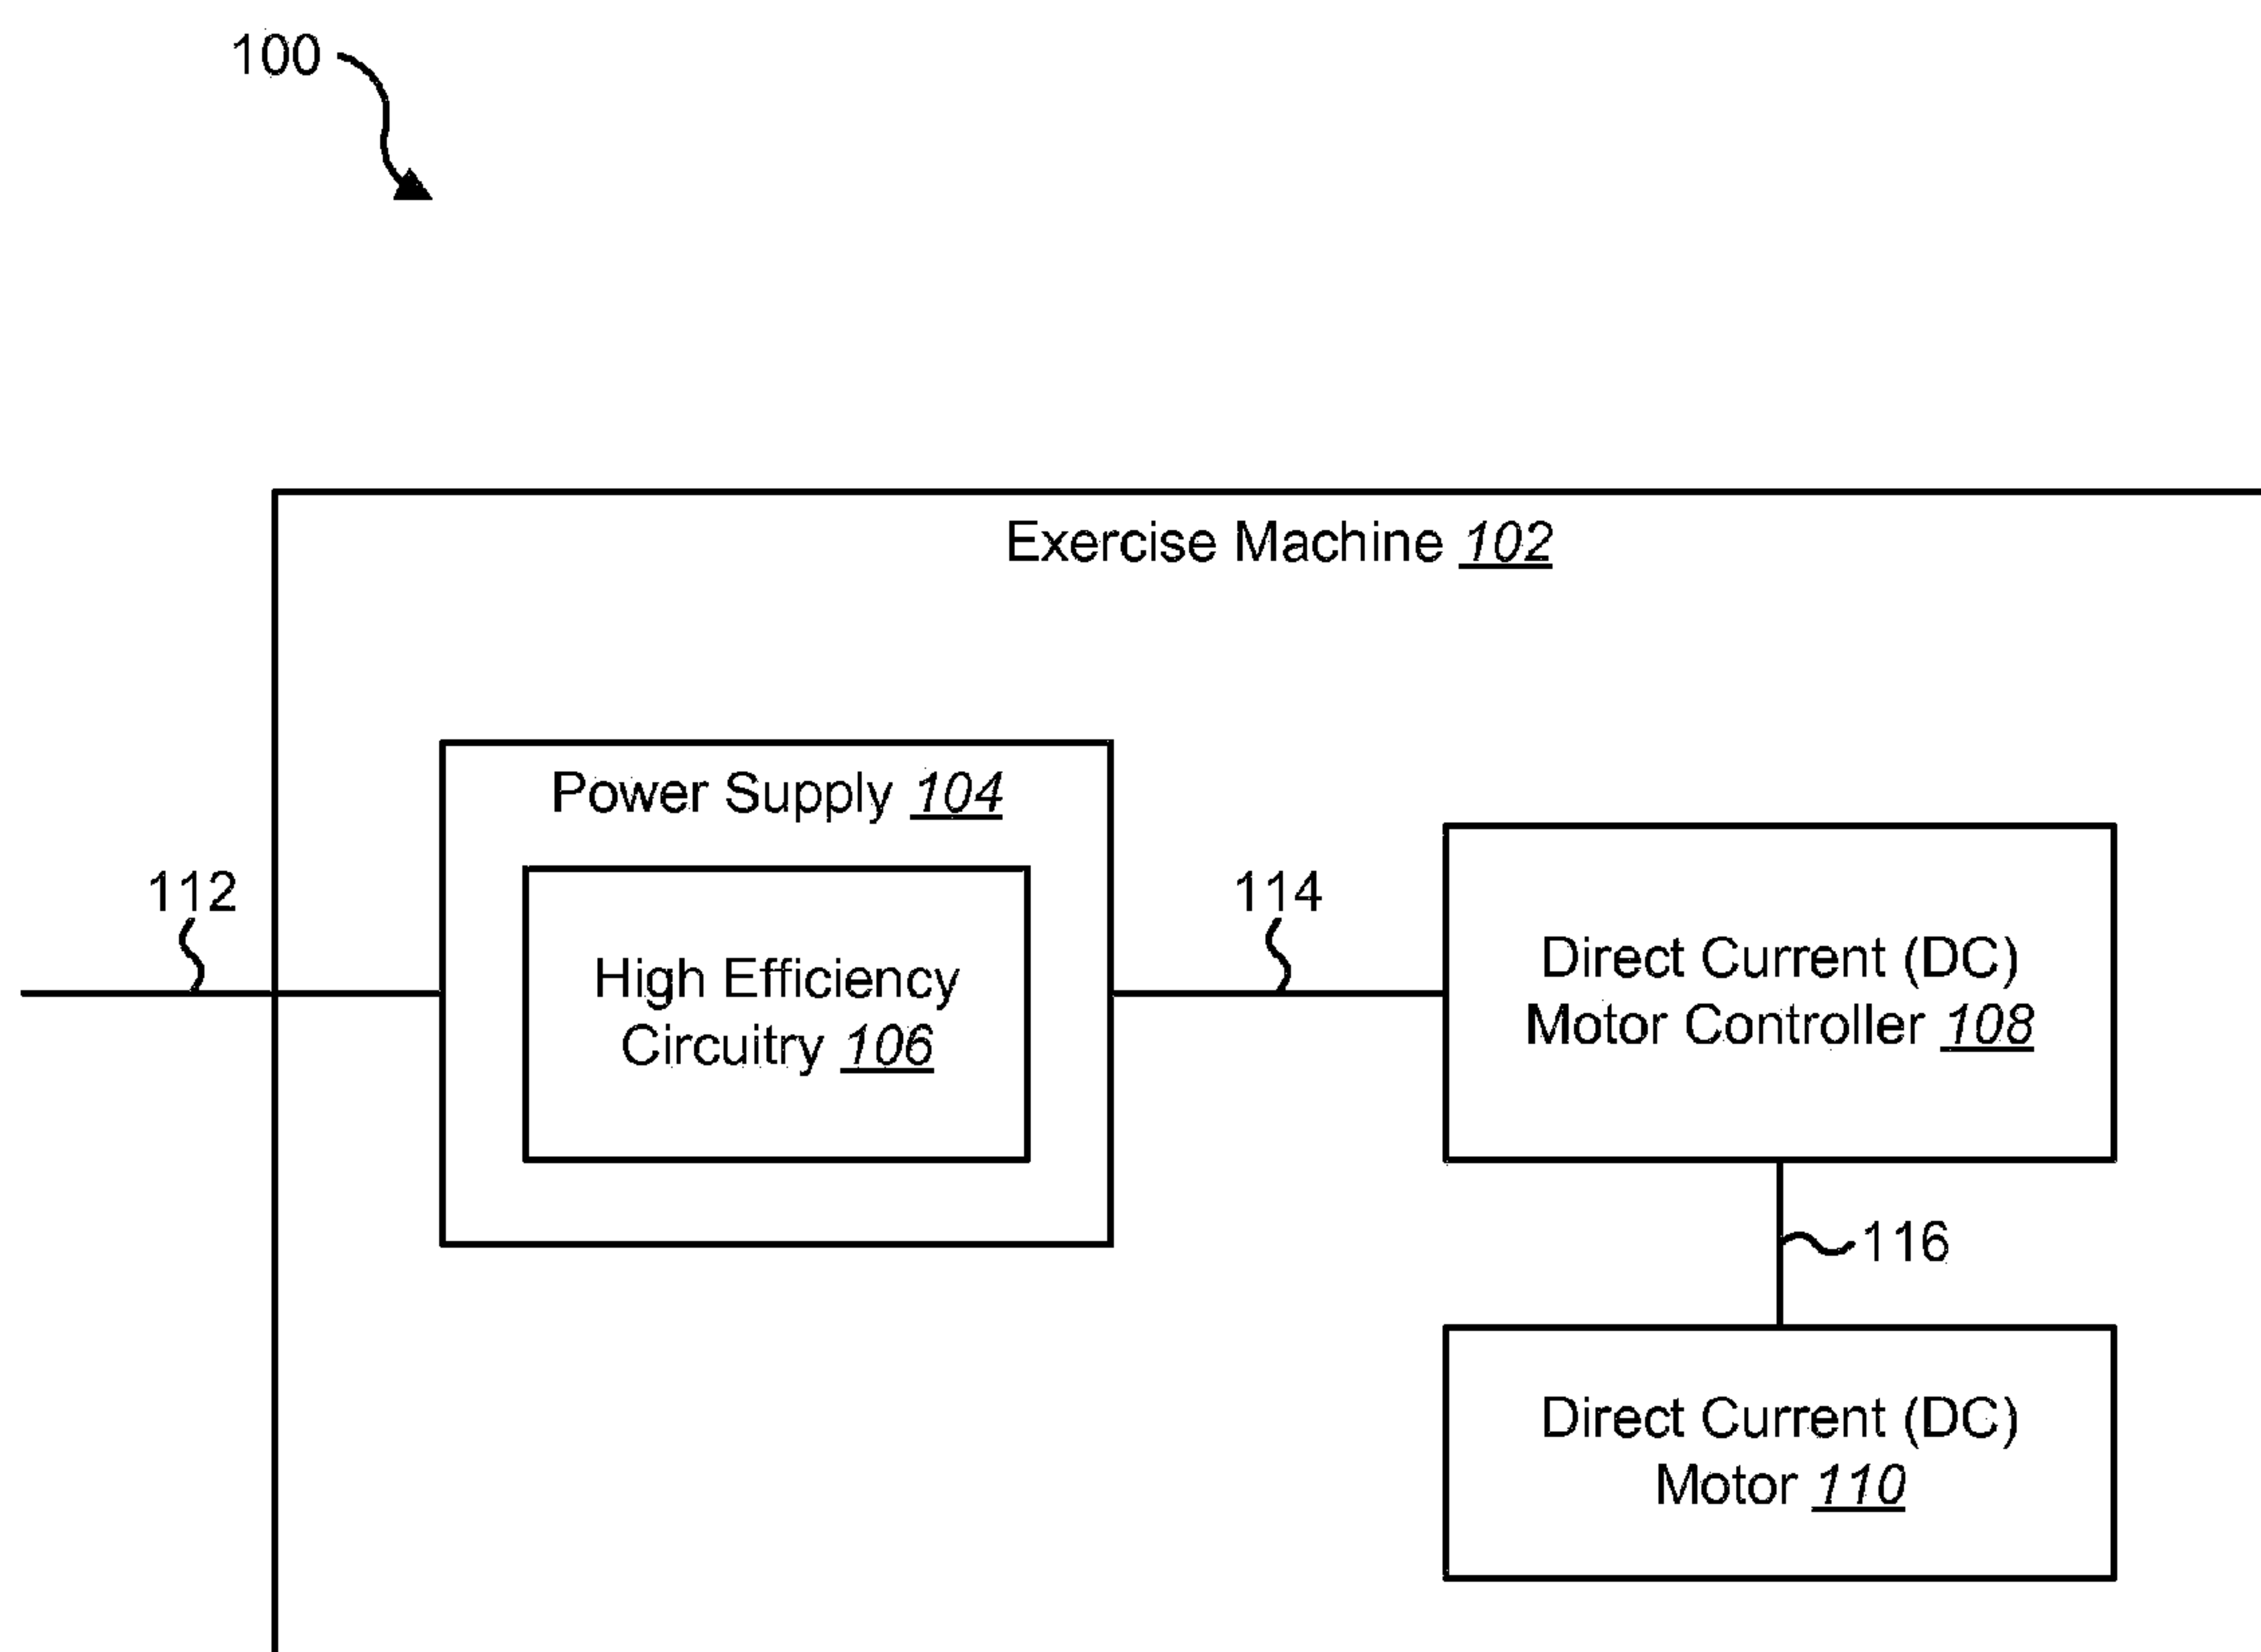 100
Exercise Machine 102
Power Supply 104
112
High Efficiency
Circuitry 106
114
Direct Current (DC)
Motor Controller 108
116
Direct Current (DC)
Motor 110